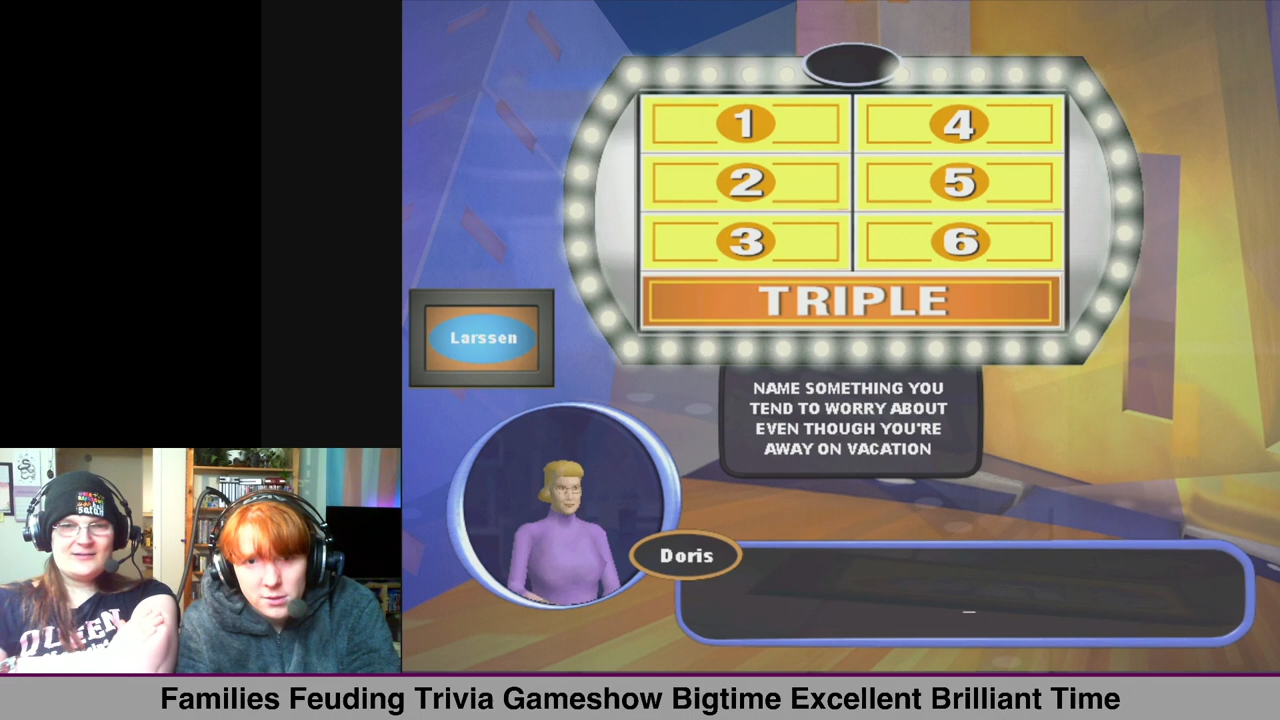 1
4
2
5
3
6
TRIPLE
Larssen
NAME SOMETHING YOU
TEND TO WORRY ABOUT
EVEN THOUGH YOU'RE
AWAY ON VACATION
Doris
QUEEN
Families Feuding Trivia Gameshow Bigtime Excellent Brilliant Time